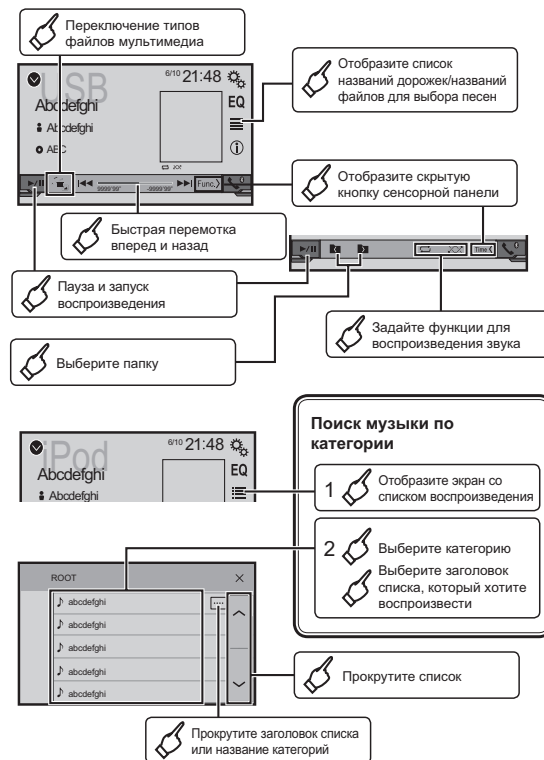 Переключение типов
файлов мультимедиа
USB
6/10 21:48
Abcdefghi
EQ
Abcdefghi
ABC
9999'99"
-9999'99"
Func.
Отобразите список
названий дорожек/названий
файлов для выбора песен
Отобразите скрытую
кнопку сенсорной панели
Быстрая перемотка
вперед и назад
Time
Пауза и запуск
воспроизведения
Выберите папку
Задайте функции для
воспроизведения звука
iPod
6/10 21:48
Abcdefghi
EQ
Abcdefghi
Поиск музыки по
категории
1 Отобразите экран со
списком воспроизведения
2 Выберите категорию
Выберите заголовок
списка, который хотите
воспроизвести
ROOT
abcdefghi
abcdefghi
abcdefghi
abcdefghi
abcdefghi
Прокрутите список
Прокрутите заголовок списка
или название категорий